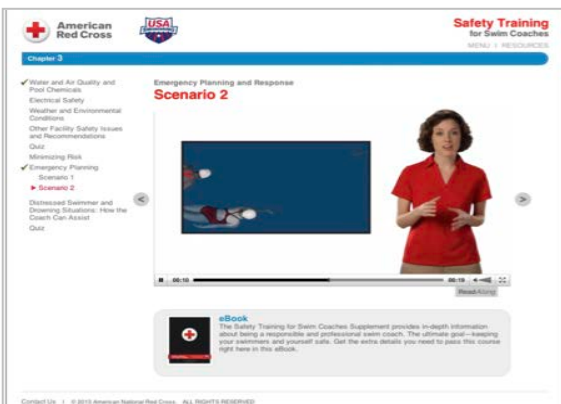 American
Red Cross
USA
Safety Training
for Swim Coaches
MENU | RESOURCES
Chapter 3
Water and Air Quality and
Pool Chemicals
Electrical Safety
Weather and Environmental
Conditions
Other Facility Safety Issues
and Recommendations
Quiz
Minimizing Risk
Emergency Planning
Scenario 1
Scenario 2
Distressed Swimmer and
Drowning Situations: How the
Coach Can Assist
Quiz
Emergency Planning and Response
Scenario 2
ReadAlong
eBook
The Safety Training for Swim Coaches Supplement provides in-depth information
about being a responsible and professional swim coach. The ultimate goal—keeping
your swimmers and yourself safe. Get the extra details you need to pass this course
right here in this eBook.
Contact Us | © 2013 American National Red Cross. ALL RIGHTS RESERVED